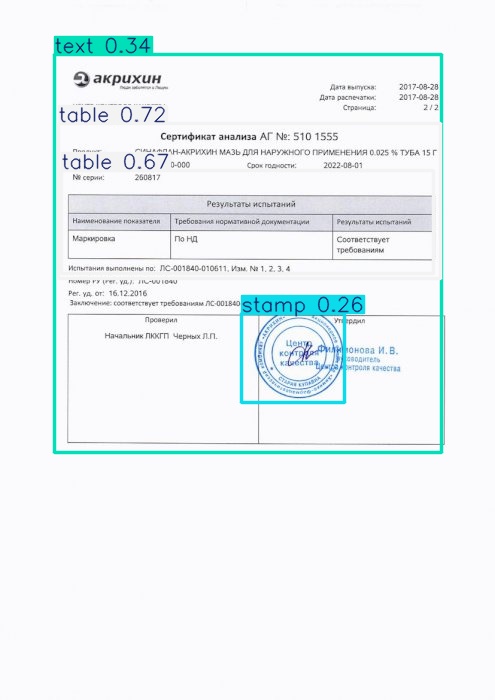 text 0.34
акрихин
Люди заботятся о Людях
Дата выпуска: 2017-08-28
Дата распечатки: 2017-08-28
Страница: 2 / 2
table 0.72
Сертификат анализа АГ №: 510 1555
СИНАФЛАН-АКРИХИН МАЗЬ ДЛЯ НАРУЖНОГО ПРИМЕНЕНИЯ 0.025 % ТУБА 15 Г
table 0.67
0-000 Срок годности: 2022-08-01
№ серии: 260817
Результаты испытаний
Наименование показателя Требования нормативной документации Результаты испытаний
Маркировка По НД Соответствует
требованиям
Испытания выполнены по: ЛС-001840-010611, Изм. № 1, 2, 3, 4
Номер РУ (Рег. уд.): ЛС-001840
Рег. уд. от: 16.12.2016
Заключение: соответствует требованиям ЛС-001840
stamp 0.26
Проверил Утвердил
Начальник ЛККГП Черных Л.П.
Центр
контроля
качества
СТАРАЯ КУПАВНА
Филимонова И. В.
Руководитель
Центра контроля качества